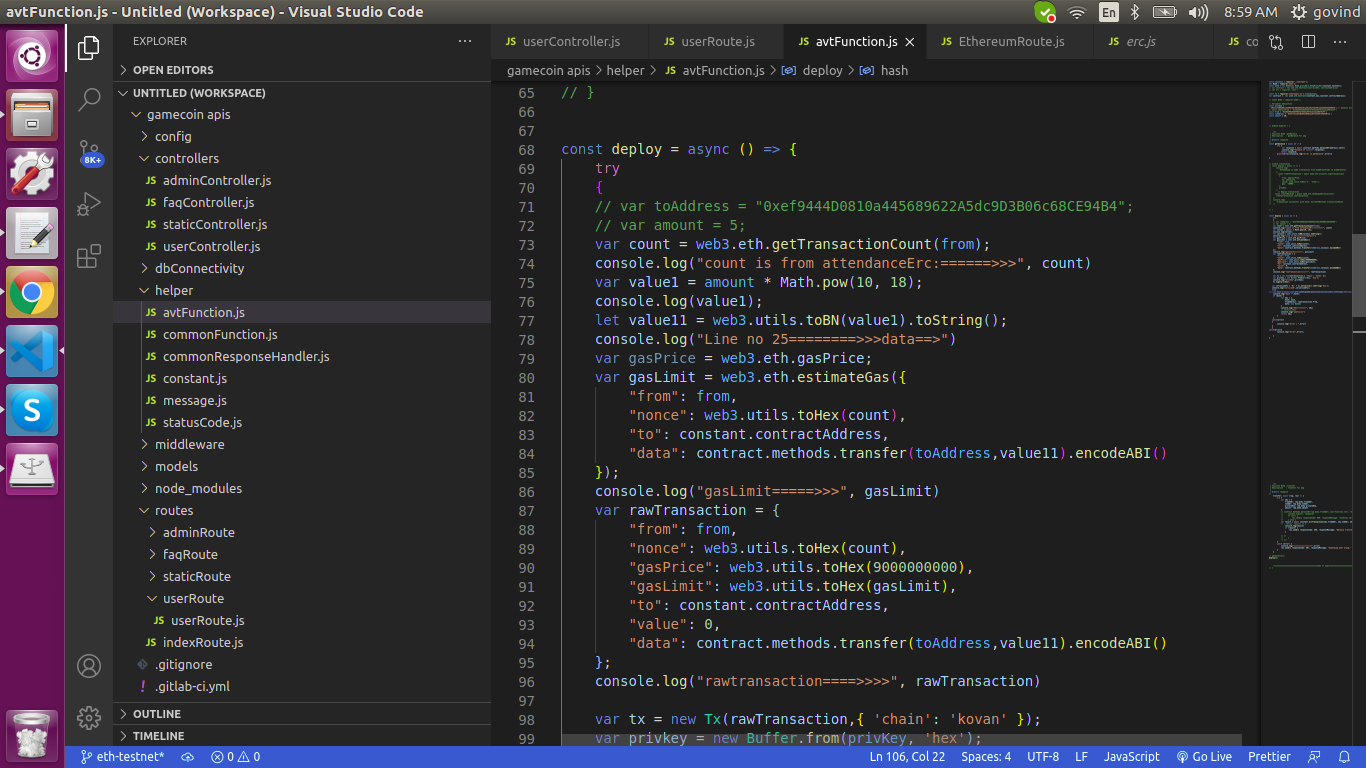 avtFunction.js - Untitled (Workspace) - Visual Studio Code
En
8:59 AM
govind
EXPLORER
OPEN EDITORS
UNTITLED (WORKSPACE)
gamecoin apis
config
controllers
JS adminController.js
JS faqController.js
JS staticController.js
JS userController.js
dbConnectivity
helper
JS avtFunction.js
JS commonFunction.js
JS commonResponseHandler.js
JS constant.js
JS message.js
JS statusCode.js
middleware
models
node_modules
routes
adminRoute
faqRoute
staticRoute
userRoute
JS userRoute.js
JS indexRoute.js
.gitignore
! .gitlab-ci.yml
OUTLINE
TIMELINE
8K+
JS userController.js
JS userRoute.js
JS avtFunction.js
JS EthereumRoute.js
JS erc.js
JS co
gamecoin apis > helper > JS avtFunction.js > deploy > hash
65 // }
66
67
68 const deploy = async () => {
69 try
70 {
71 // var toAddress = "0xef9444D0810a445689622A5dc9D3B06c68CE94B4";
72 // var amount = 5;
73 var count = web3.eth.getTransactionCount(from);
74 console.log("count is from attendanceErc:======>>>", count)
75 var value1 = amount * Math.pow(10, 18);
76 console.log(value1);
77 let value11 = web3.utils.toBN(value1).toString();
78 console.log("Line no 25========>>>data==>")
79 var gasPrice = web3.eth.gasPrice;
80 var gasLimit = web3.eth.estimateGas({
81 "from": from,
82 "nonce": web3.utils.toHex(count),
83 "to": constant.contractAddress,
84 "data": contract.methods.transfer(toAddress,value11).encodeABI()
85 });
86 console.log("gasLimit=====>>>", gasLimit)
87 var rawTransaction = {
88 "from": from,
89 "nonce": web3.utils.toHex(count),
90 "gasPrice": web3.utils.toHex(9000000000),
91 "gasLimit": web3.utils.toHex(gasLimit),
92 "to": constant.contractAddress,
93 "value": 0,
94 "data": contract.methods.transfer(toAddress,value11).encodeABI()
95 };
96 console.log("rawtransaction====>>>>", rawTransaction)
97
98 var tx = new Tx(rawTransaction,{ 'chain': 'kovan' });
99 var privkey = new Buffer.from(privKey, 'hex');
eth-testnet*
0
0
Ln 106, Col 22
Spaces: 4
UTF-8
LF
JavaScript
Go Live
Prettier